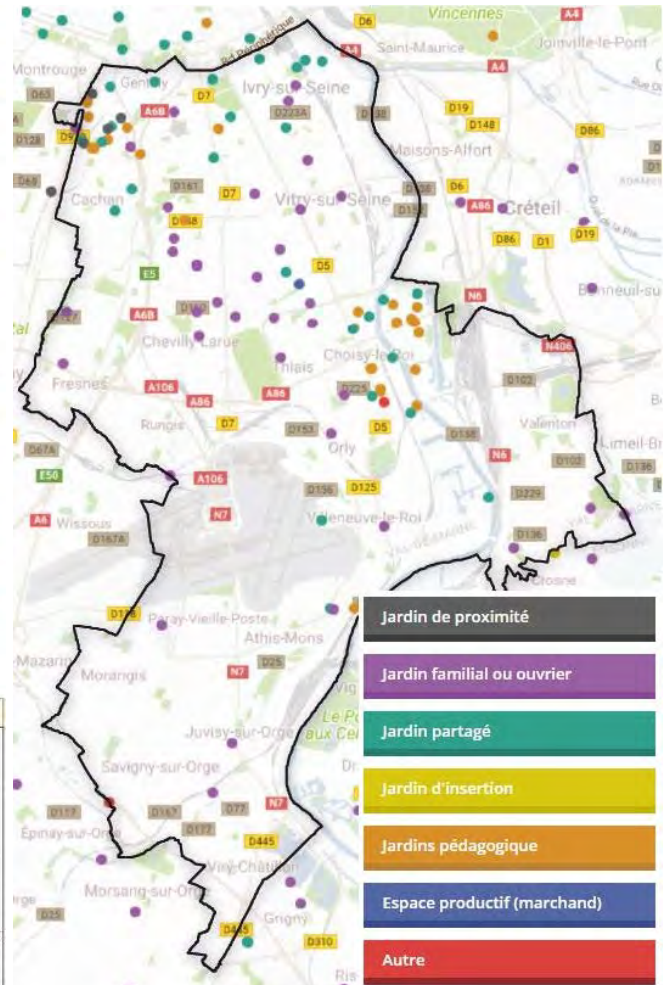 Vincennes
D6
A4
Saint-Maurice
Joinville-le-Pont
Bd Périphérique
Montrouge
Gentilly
Ivry-sur-Seine
A4
D63
D7
A6B
D223A
D19
D148
D86
D128
Maisons-Alfort
D68
D161
D7
D6
Cachan
Vitry-sur-Seine
A86
Créteil
D19
D86
D1
D5
E5
N6
Bonneuil-su
A6B
Chevilly-Larue
Choisy-le-Roi
N406
Thiais
Fresnes
A106
A86
A86
D225
D102
Rungis
D7
D5
Valenton
D153
D138
Orly
Limeil-Br
D67A
N6
D102
D136
E50
A106
D156
D125
D229
A6
Wissous
N7
Villeneuve-le-Roi
D167A
D136
Crosne
D118
Paray-Vieille-Poste
Athis-Mons
D25
Morangis
N7
Juvisy-sur-Orge
Savigny-sur-Orge
D117
D167
D77
N7
Épinay-sur-Orge
D177
D445
Viry-Châtillon
Morsang-sur-Orge
Grigny
D25
D445
D310
Ris-
Jardin de proximité
Jardin familial ou ouvrier
Jardin partagé
Jardin d'insertion
Jardins pédagogique
Espace productif (marchand)
Autre